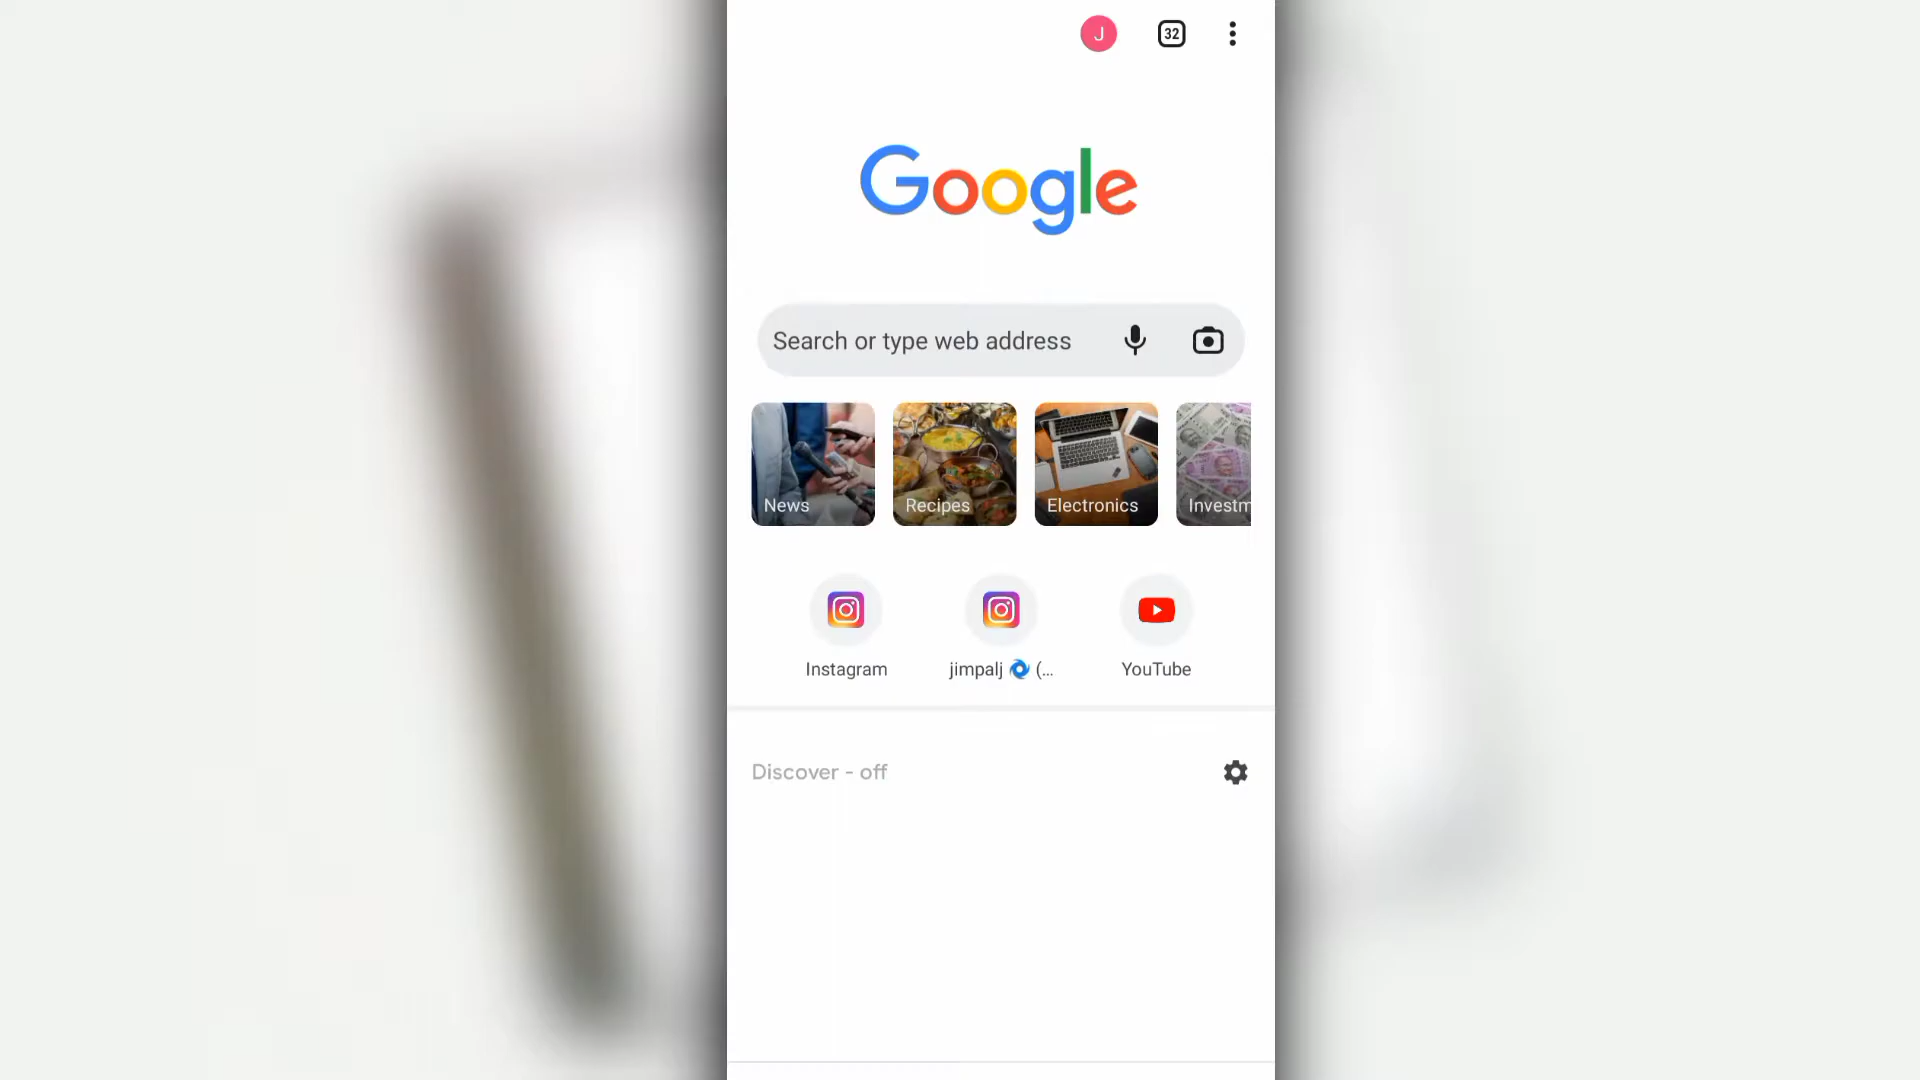 J
32
Google
Search or type web address
News
Recipes
Electronics
Investm
Instagram
jimpalj (...
YouTube
Discover - off